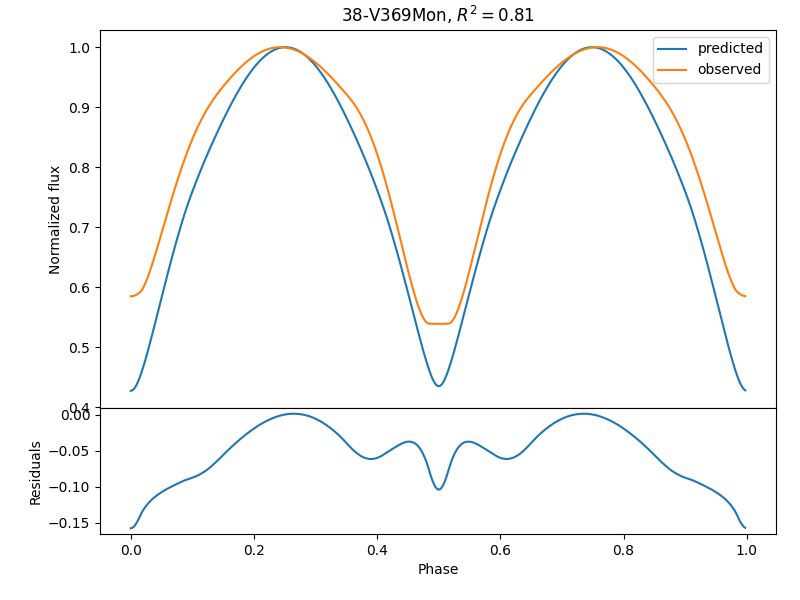 38-V369Mon, $R^2 = 0.81$
predicted
observed
1.0
0.9
0.8
0.7
0.6
0.5
0.4
Normalized flux
0.00
−0.05
−0.10
−0.15
Residuals
0.0 0.2 0.4 0.6 0.8 1.0
Phase